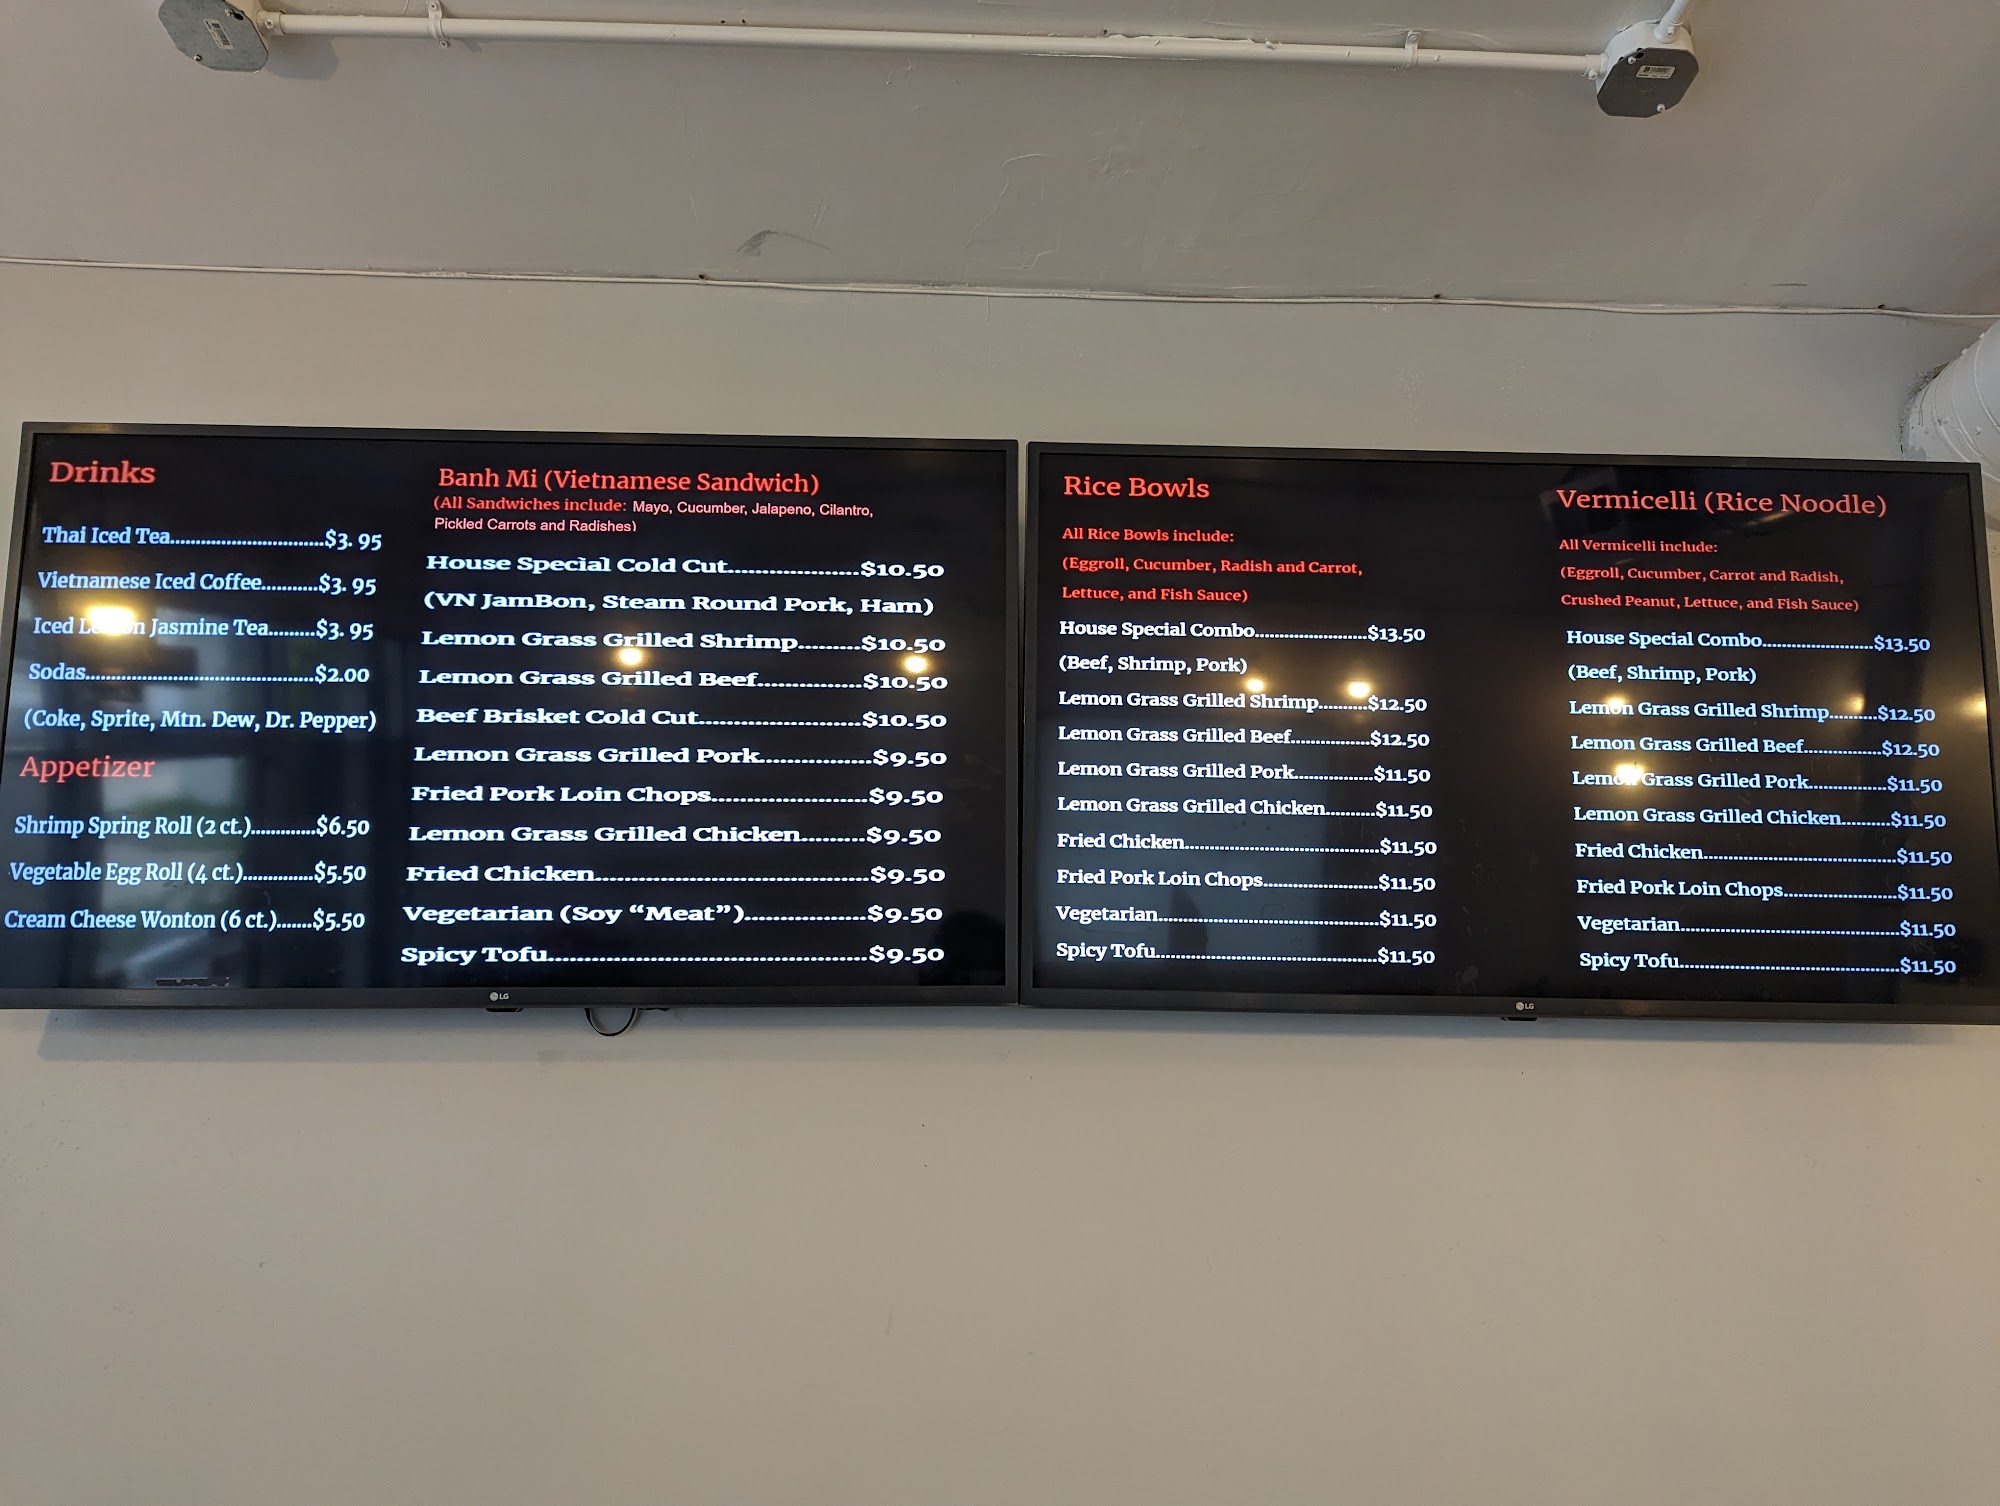 Drinks
Thai Iced Tea..............................$3. 95
Vietnamese Iced Coffee...........$3. 95
Iced Jasmine Tea.........$3. 95
Sodas............................................$2.00
(Coke, Sprite, Mtn. Dew, Dr. Pepper)
Appetizer
Shrimp Spring Roll (2 ct.).............$6.50
Vegetable Egg Roll (4 ct.)..............$5.50
Cream Cheese Wonton (6 ct.).......$5.50
Banh Mi (Vietnamese Sandwich)
(All Sandwiches include: Mayo, Cucumber, Jalapeno, Cilantro,
Pickled Carrots and Radishes)
House Special Cold Cut....................$10.50
(VN JamBon, Steam Round Pork, Ham)
Lemon Grass Grilled Shrimp.........$10.50
Lemon Grass Grilled Beef................$10.50
Beef Brisket Cold Cut.........................$10.50
Lemon Grass Grilled Pork.................$9.50
Fried Pork Loin Chops........................$9.50
Lemon Grass Grilled Chicken..........$9.50
Fried Chicken..........................................$9.50
Vegetarian (Soy “Meat”)...................$9.50
Spicy Tofu.................................................$9.50
LG
Rice Bowls
All Rice Bowls include:
(Eggroll, Cucumber, Radish and Carrot,
Lettuce, and Fish Sauce)
House Special Combo.......................$13.50
(Beef, Shrimp, Pork)
Lemon Grass Grilled Shrimp..........$12.50
Lemon Grass Grilled Beef................$12.50
Lemon Grass Grilled Pork................$11.50
Lemon Grass Grilled Chicken..........$11.50
Fried Chicken.......................................$11.50
Fried Pork Loin Chops.......................$11.50
Vegetarian............................................$11.50
Spicy Tofu.............................................$11.50
Vermicelli (Rice Noodle)
All Vermicelli include:
(Eggroll, Cucumber, Carrot and Radish,
Crushed Peanut, Lettuce, and Fish Sauce)
House Special Combo.......................$13.50
(Beef, Shrimp, Pork)
Lemon Grass Grilled Shrimp..........$12.50
Lemon Grass Grilled Beef................$12.50
Lemon Grass Grilled Pork................$11.50
Lemon Grass Grilled Chicken..........$11.50
Fried Chicken.......................................$11.50
Fried Pork Loin Chops.......................$11.50
Vegetarian............................................$11.50
Spicy Tofu.............................................$11.50
LG